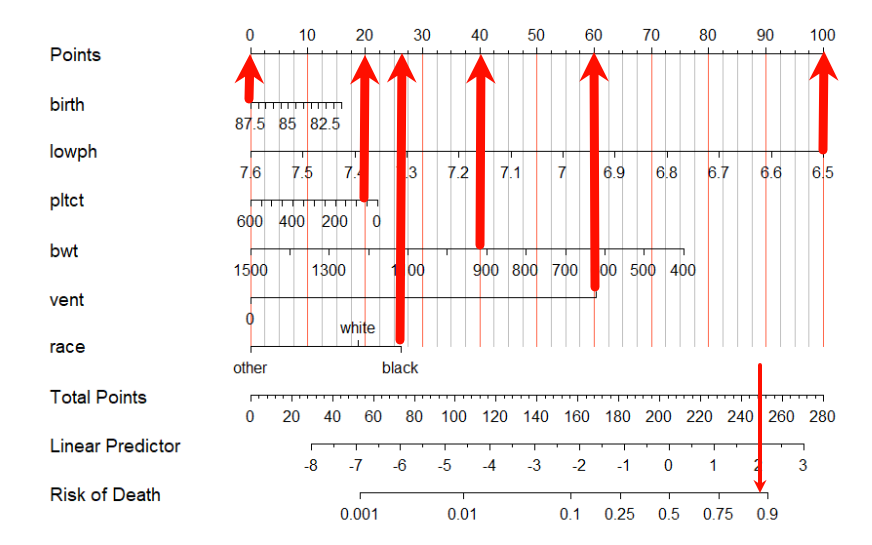 0 10 20 30 40 50 60 70 80 90 100
Points
birth
87.5 85 82.5
lowph
7.6 7.5 7.4 .3 7.2 7.1 7 6.9 6.8 6.7 6.6 6.5
pltct
600 400 200 0
bwt
1500 1300 1 00 900 800 700 00 500 400
vent
0
white
race
other black
Total Points
0 20 40 60 80 100 120 140 160 180 200 220 240 260 280
Linear Predictor
-8 -7 -6 -5 -4 -3 -2 -1 0 1 2 3
Risk of Death
0.001 0.01 0.1 0.25 0.5 0.75 0.9